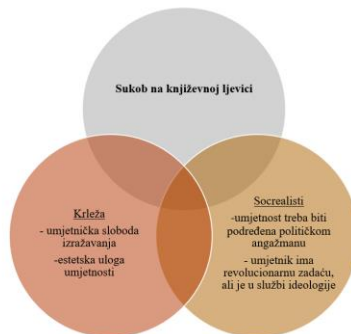 Sukob na književnoj ljevici
Krleža
- umjetnička sloboda
izražavanja
-estetska uloga
umjetnosti
Socrealisti
-umjetnost treba biti
podređena političkom
angažmanu
- umjetnik ima
revolucionarnu zadaću,
ali je u službi ideologije